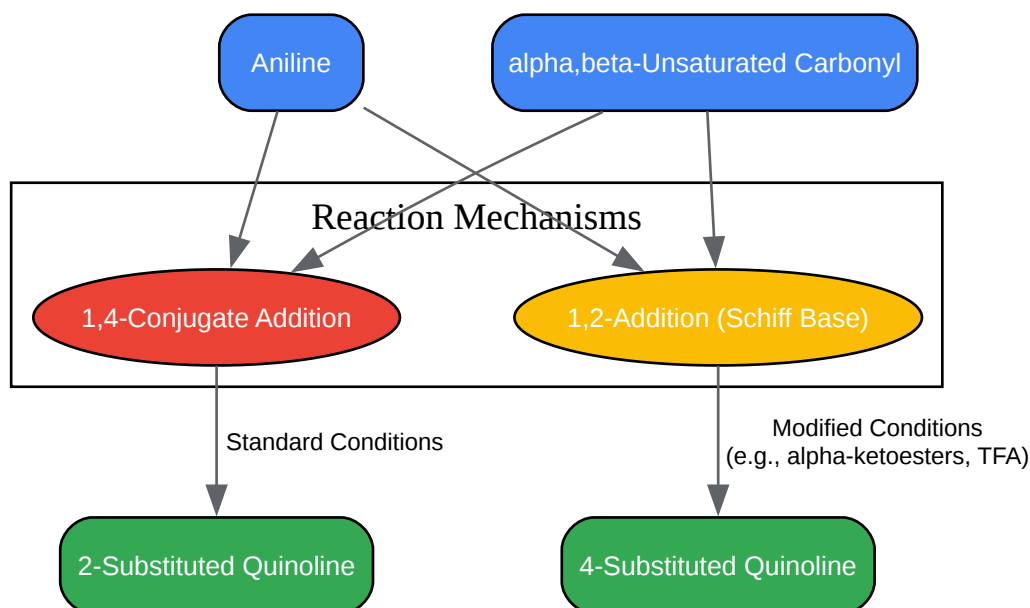 Aniline
alpha,beta-Unsaturated Carbonyl
Reaction Mechanisms
1,4-Conjugate Addition
1,2-Addition (Schiff Base)
Standard Conditions
Modified Conditions
(e.g., alpha-ketoesters, TFA)
2-Substituted Quinoline
4-Substituted Quinoline